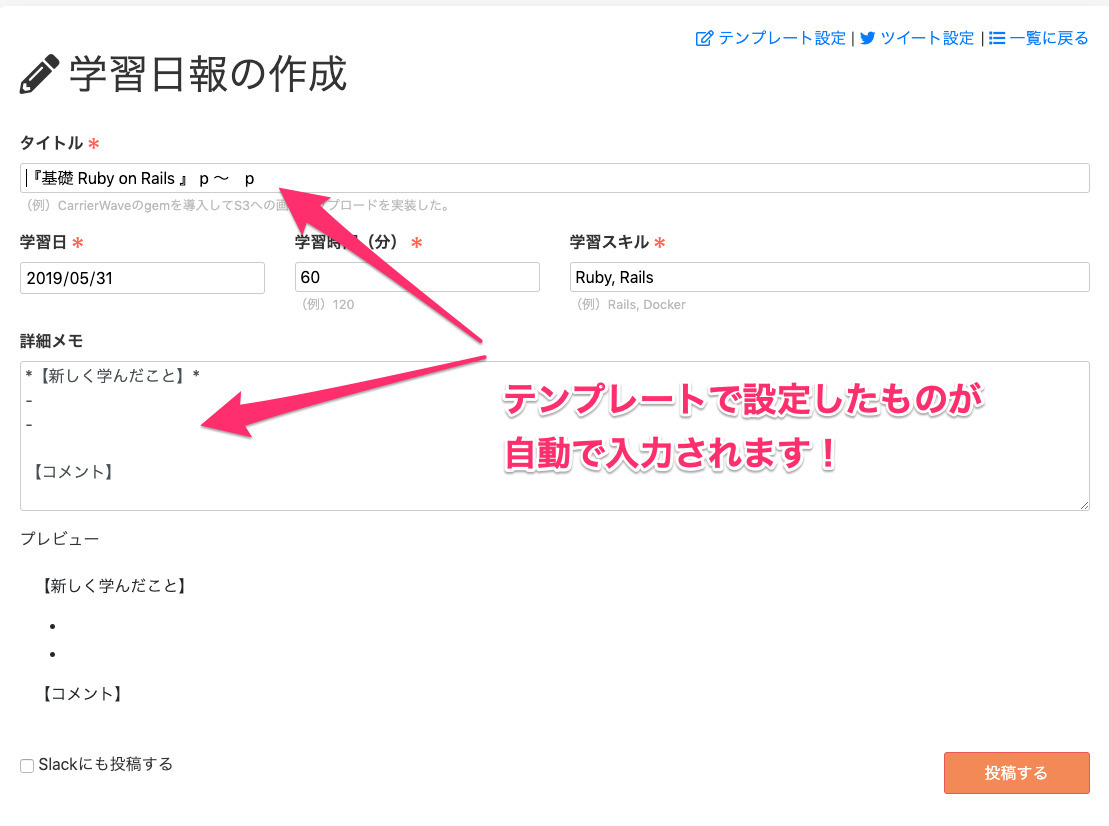 テンプレート設定 | ツイート設定 | 一覧に戻る
学習日報の作成
タイトル *
『基礎 Ruby on Rails 』 p 〜　p
（例）CarrierWaveのgemを導入してS3への画 プロードを実装した。
学習日 * 学習時 （分） * 学習スキル *
2019/05/31 60 Ruby, Rails
（例）120 （例）Rails, Docker
詳細メモ
*【新しく学んだこと】*
-
-
【コメント】
テンプレートで設定したものが
自動で入力されます！
プレビュー
【新しく学んだこと】
•
•
【コメント】
Slackにも投稿する
投稿する